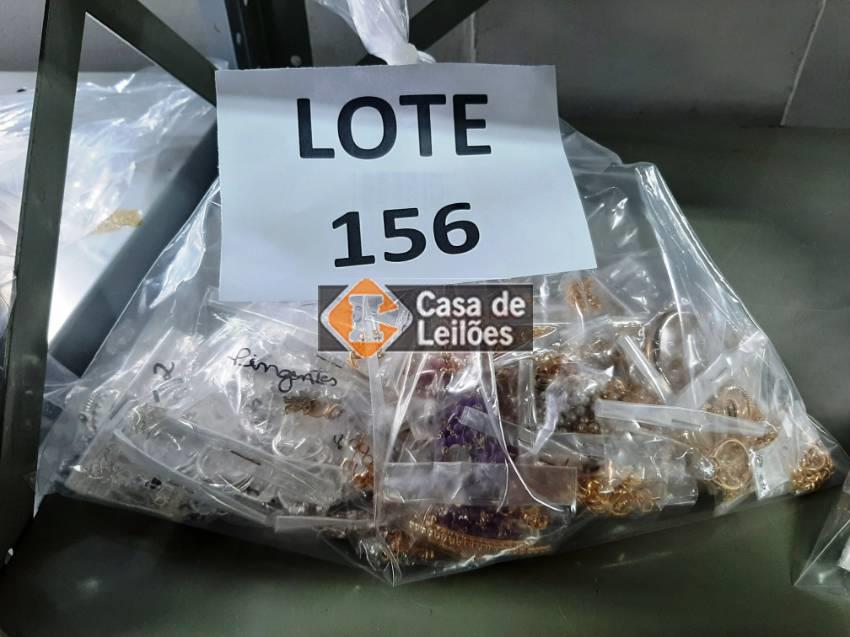 LOTE
156
Casa de
Leilões
Pingentes